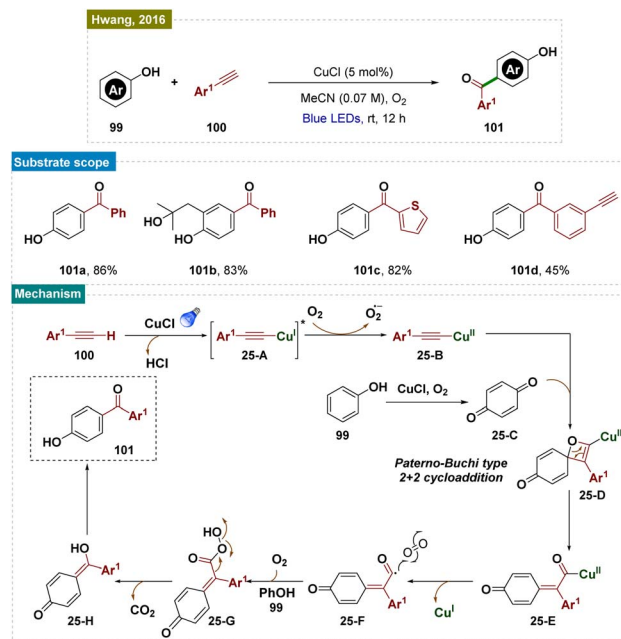 Hwang, 2016
Ar
OH
99
+
Ar1
100
CuCl (5 mol%)
MeCN (0.07 M), O2
Blue LEDs, rt, 12 h
O
Ar1
Ar
OH
101
Substrate scope
O
Ph
HO
101a, 86%
O
Ph
HO
OH
101b, 83%
O
S
HO
101c, 82%
O
HO
101d, 45%
Mechanism
Ar1
H
100
CuCl
HCl
Ar1
CuI
*
25-A
O2
O2•−
Ar1
CuII
25-B
O
Ar1
HO
101
OH
99
CuCl, O2
O
O
25-C
Paterno-Buchi type
2+2 cycloaddition
O
CuII
O
Ar1
25-D
OH
Ar1
O
25-H
CO2
HO
O
O
Ar1
O
25-G
O2
PhOH
99
O
O
O
O
Ar1
25-F
CuI
O
O
CuII
Ar1
25-E